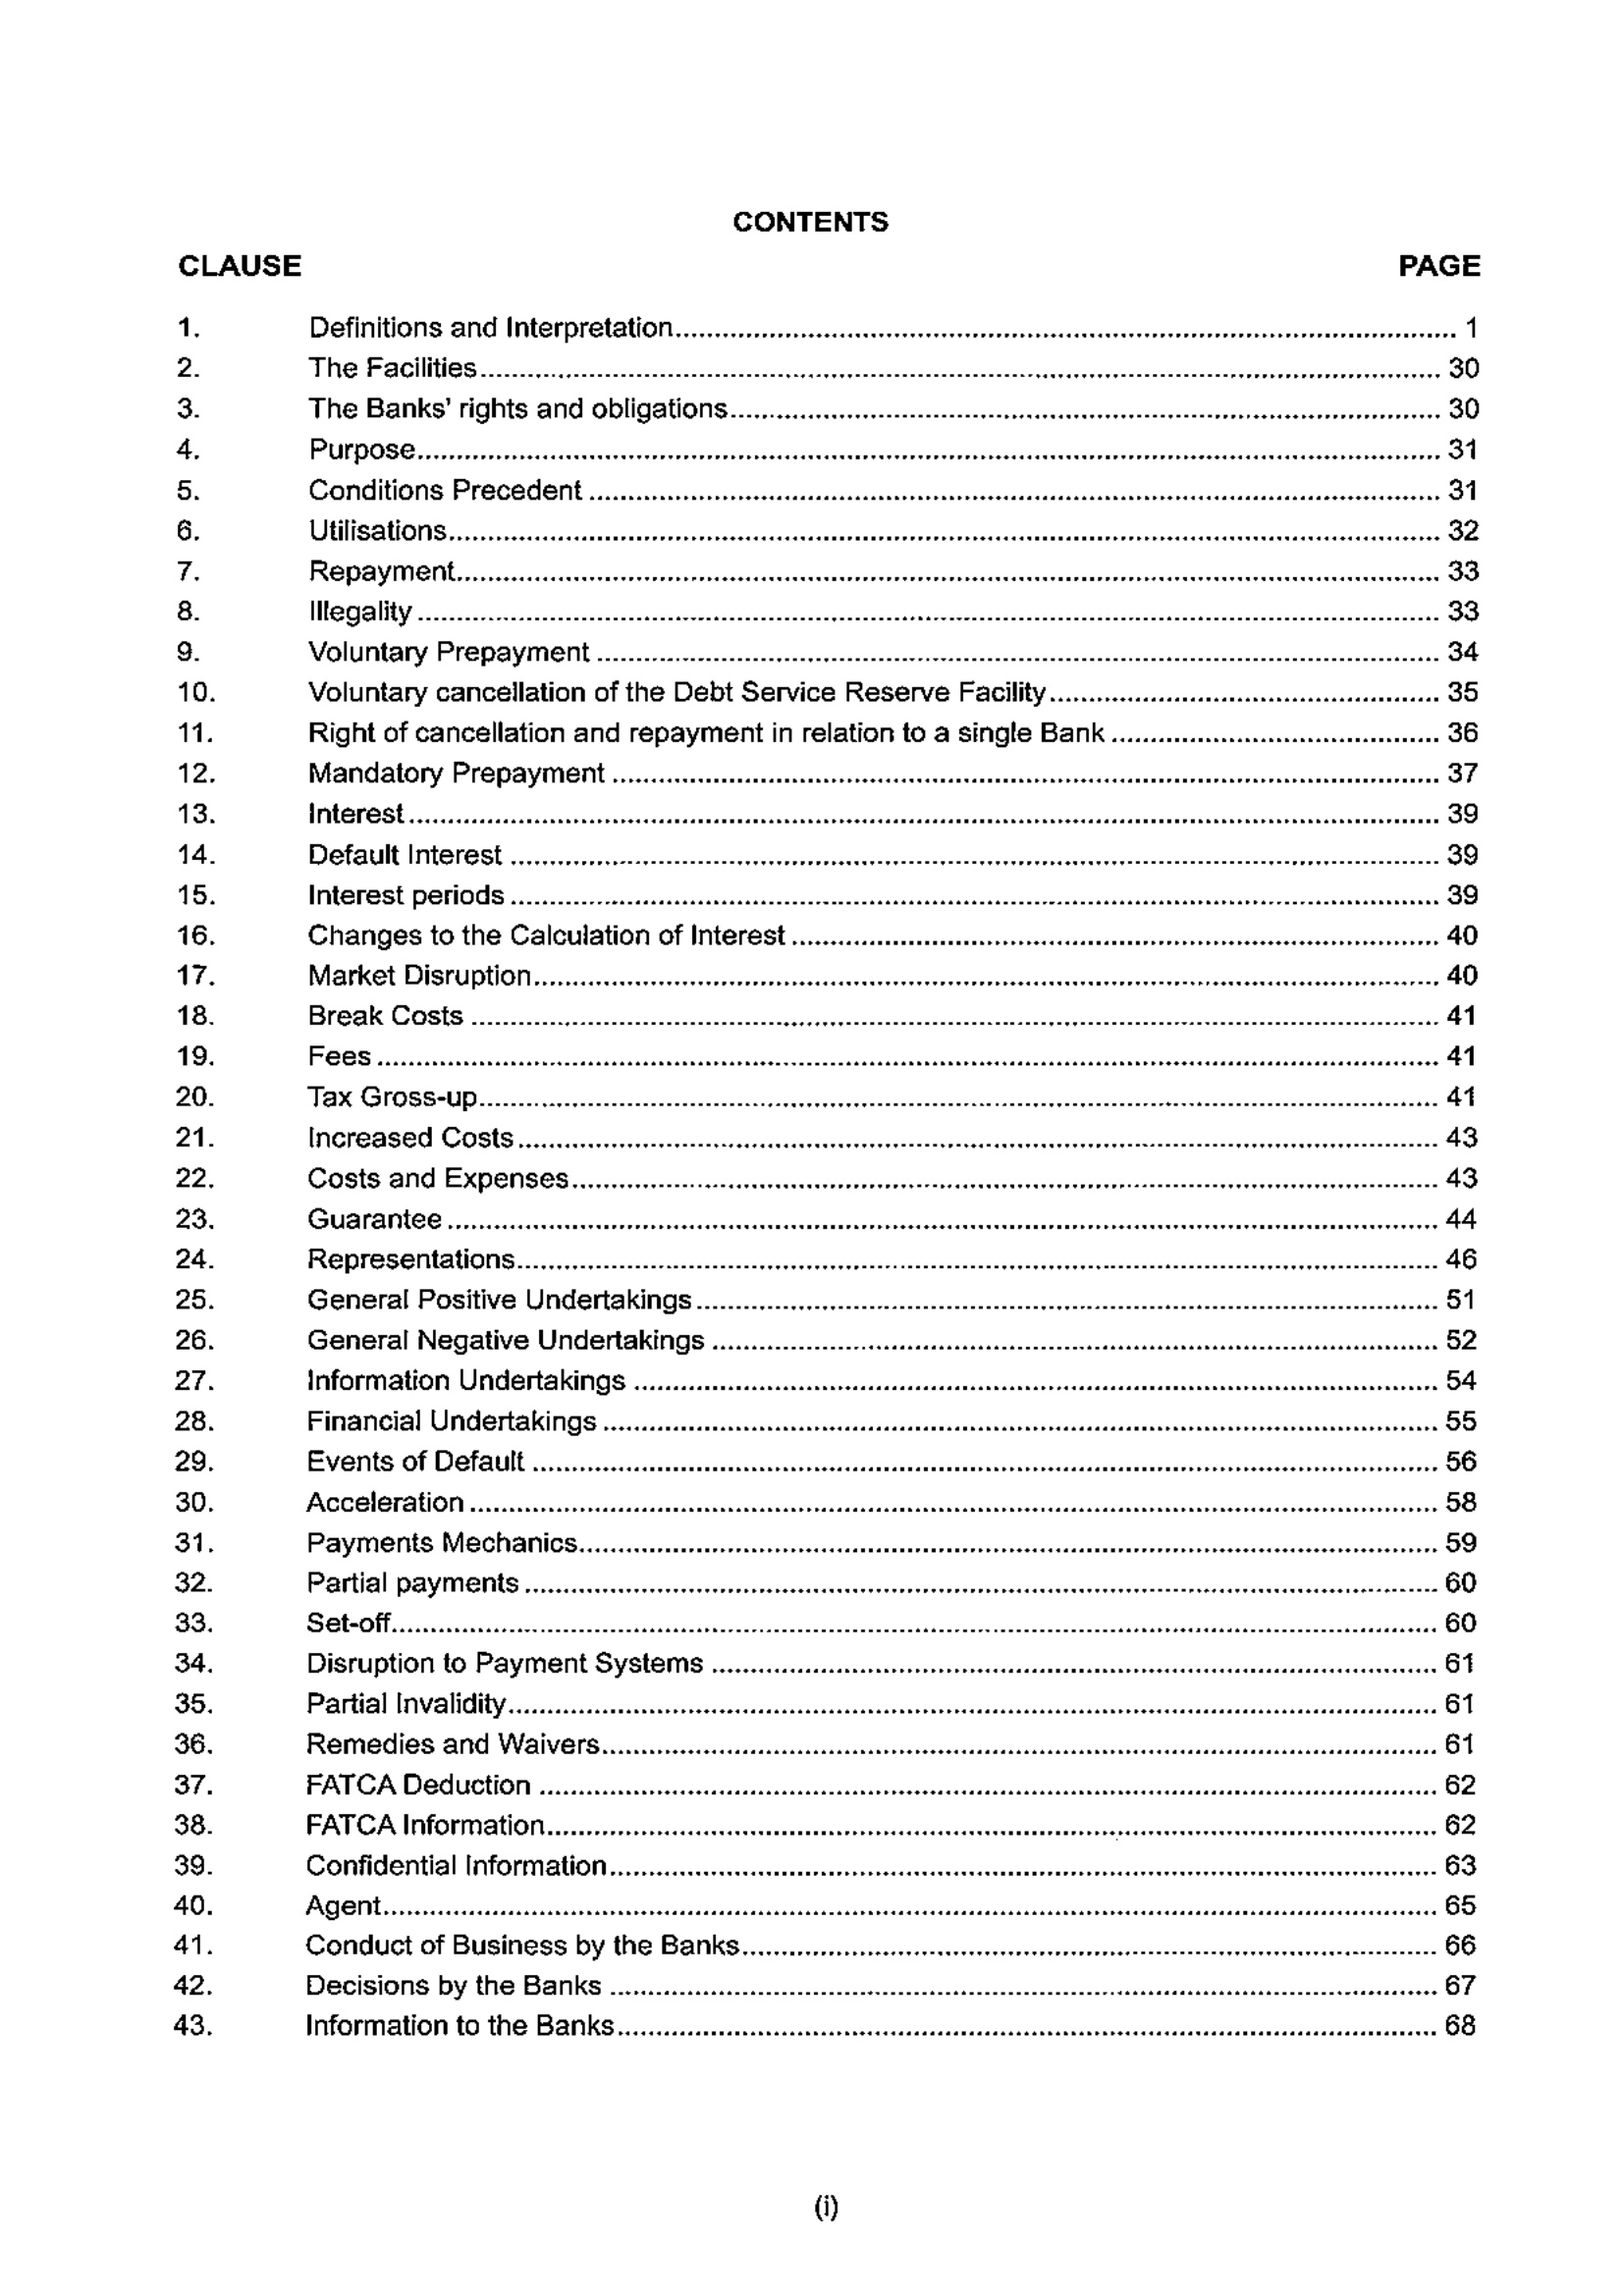 CONTENTS
CLAUSE PAGE
1. Definitions and Interpretation 1
2. The Facilities 30
3. The Banks' rights and obligations 30
4. Purpose 31
5. Conditions Precedent 31
6. Utilisations 32
7. Repayment 33
8. Illegality 33
9. Voluntary Prepayment 34
10. Voluntary cancellation of the Debt Service Reserve Facility 35
11. Right of cancellation and repayment in relation to a single Bank 36
12. Mandatory Prepayment 37
13. Interest 39
14. Default Interest 39
15. Interest periods 39
16. Changes to the Calculation of Interest 40
17. Market Disruption 40
18. Break Costs 41
19. Fees 41
20. Tax Gross-up 41
21. Increased Costs 43
22. Costs and Expenses 43
23. Guarantee 44
24. Representations 46
25. General Positive Undertakings 51
26. General Negative Undertakings 52
27. Information Undertakings 54
28. Financial Undertakings 55
29. Events of Default 56
30. Acceleration 58
31. Payments Mechanics 59
32. Partial payments 60
33. Set-off 60
34. Disruption to Payment Systems 61
35. Partial Invalidity 61
36. Remedies and Waivers 61
37. FATCA Deduction 62
38. FATCA Information 62
39. Confidential Information 63
40. Agent 65
41. Conduct of Business by the Banks 66
42. Decisions by the Banks 67
43. Information to the Banks 68
(i)